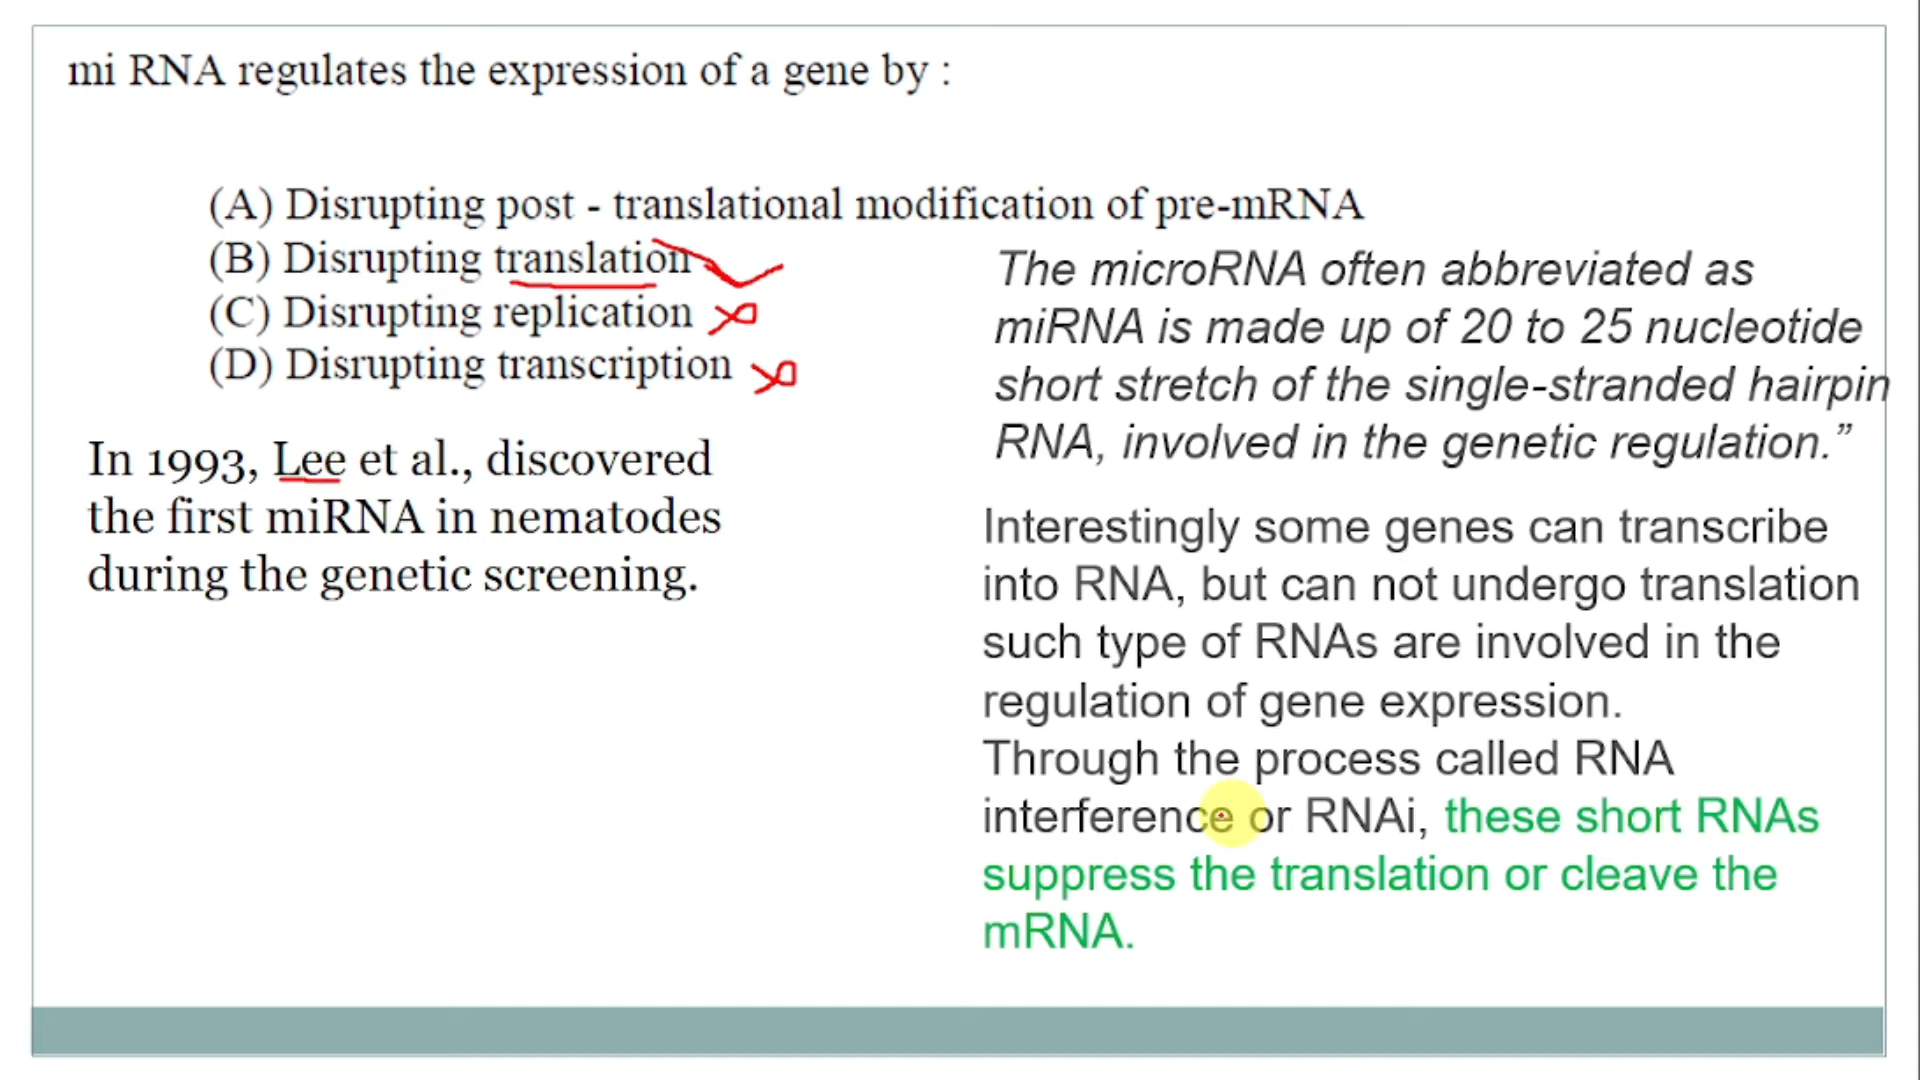 mi RNA regulates the expression of a gene by :
(A) Disrupting post - translational modification of pre-mRNA
(B) Disrupting translation
(C) Disrupting replication
(D) Disrupting transcription
In 1993, Lee et al., discovered
the first miRNA in nematodes
during the genetic screening.
The microRNA often abbreviated as
miRNA is made up of 20 to 25 nucleotide
short stretch of the single-stranded hairpin
RNA, involved in the genetic regulation.”
Interestingly some genes can transcribe
into RNA, but can not undergo translation
such type of RNAs are involved in the
regulation of gene expression.
Through the process called RNA
interference or RNAi, these short RNAs
suppress the translation or cleave the
mRNA.